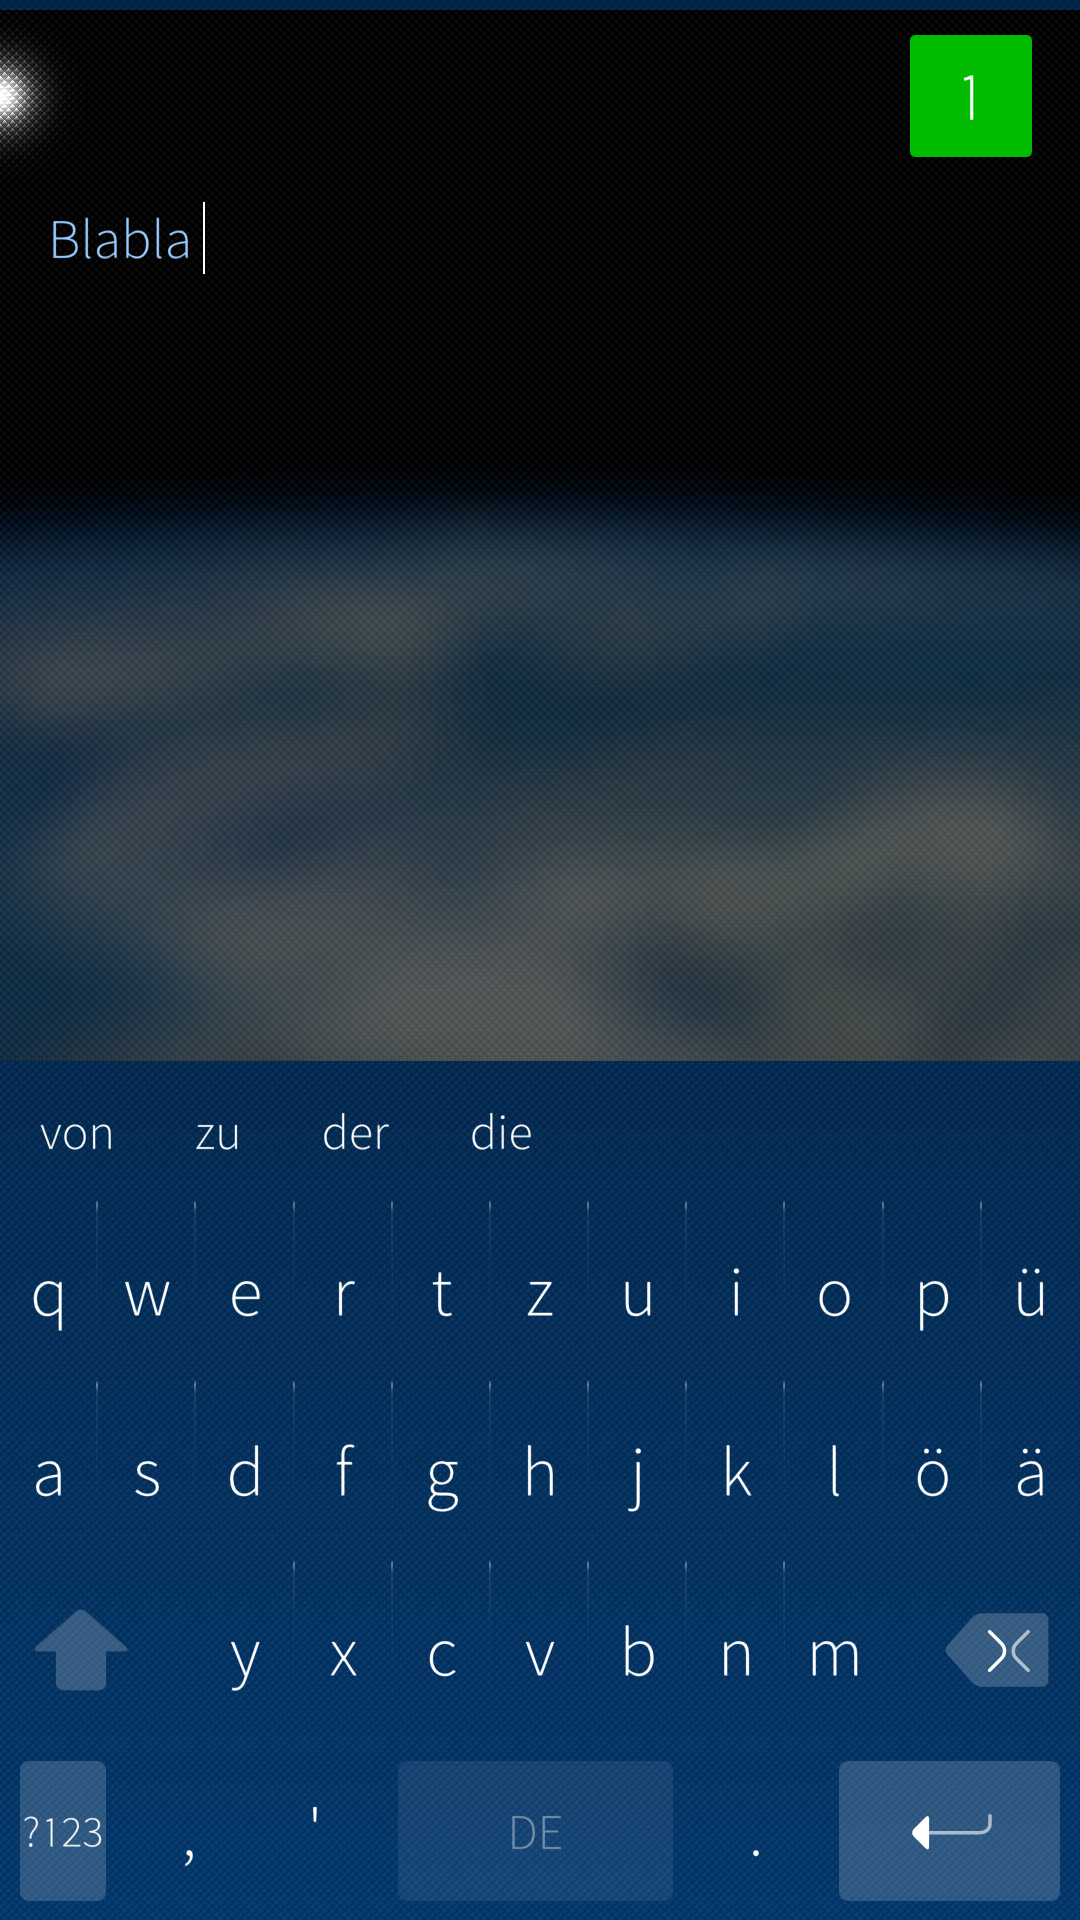 1
Blabla
von zu der die
q w e r t z u i o p ü
a s d f g h j k l ö ä
y x c v b n m
?123 , ' DE .